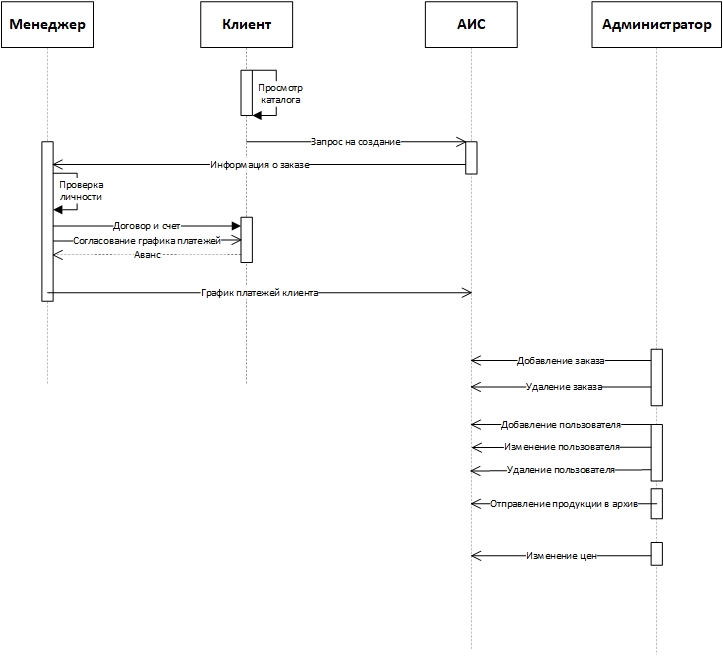 Менеджер
Клиент
АИС
Администратор
Просмотр
каталога
Запрос на создание
Информация о заказе
Проверка
личности
Договор и счет
Согласование графика платежей
Аванс
График платежей клиента
Добавление заказа
Удаление заказа
Добавление пользователя
Изменение пользователя
Удаление пользователя
Отправление продукции в архив
Изменение цен